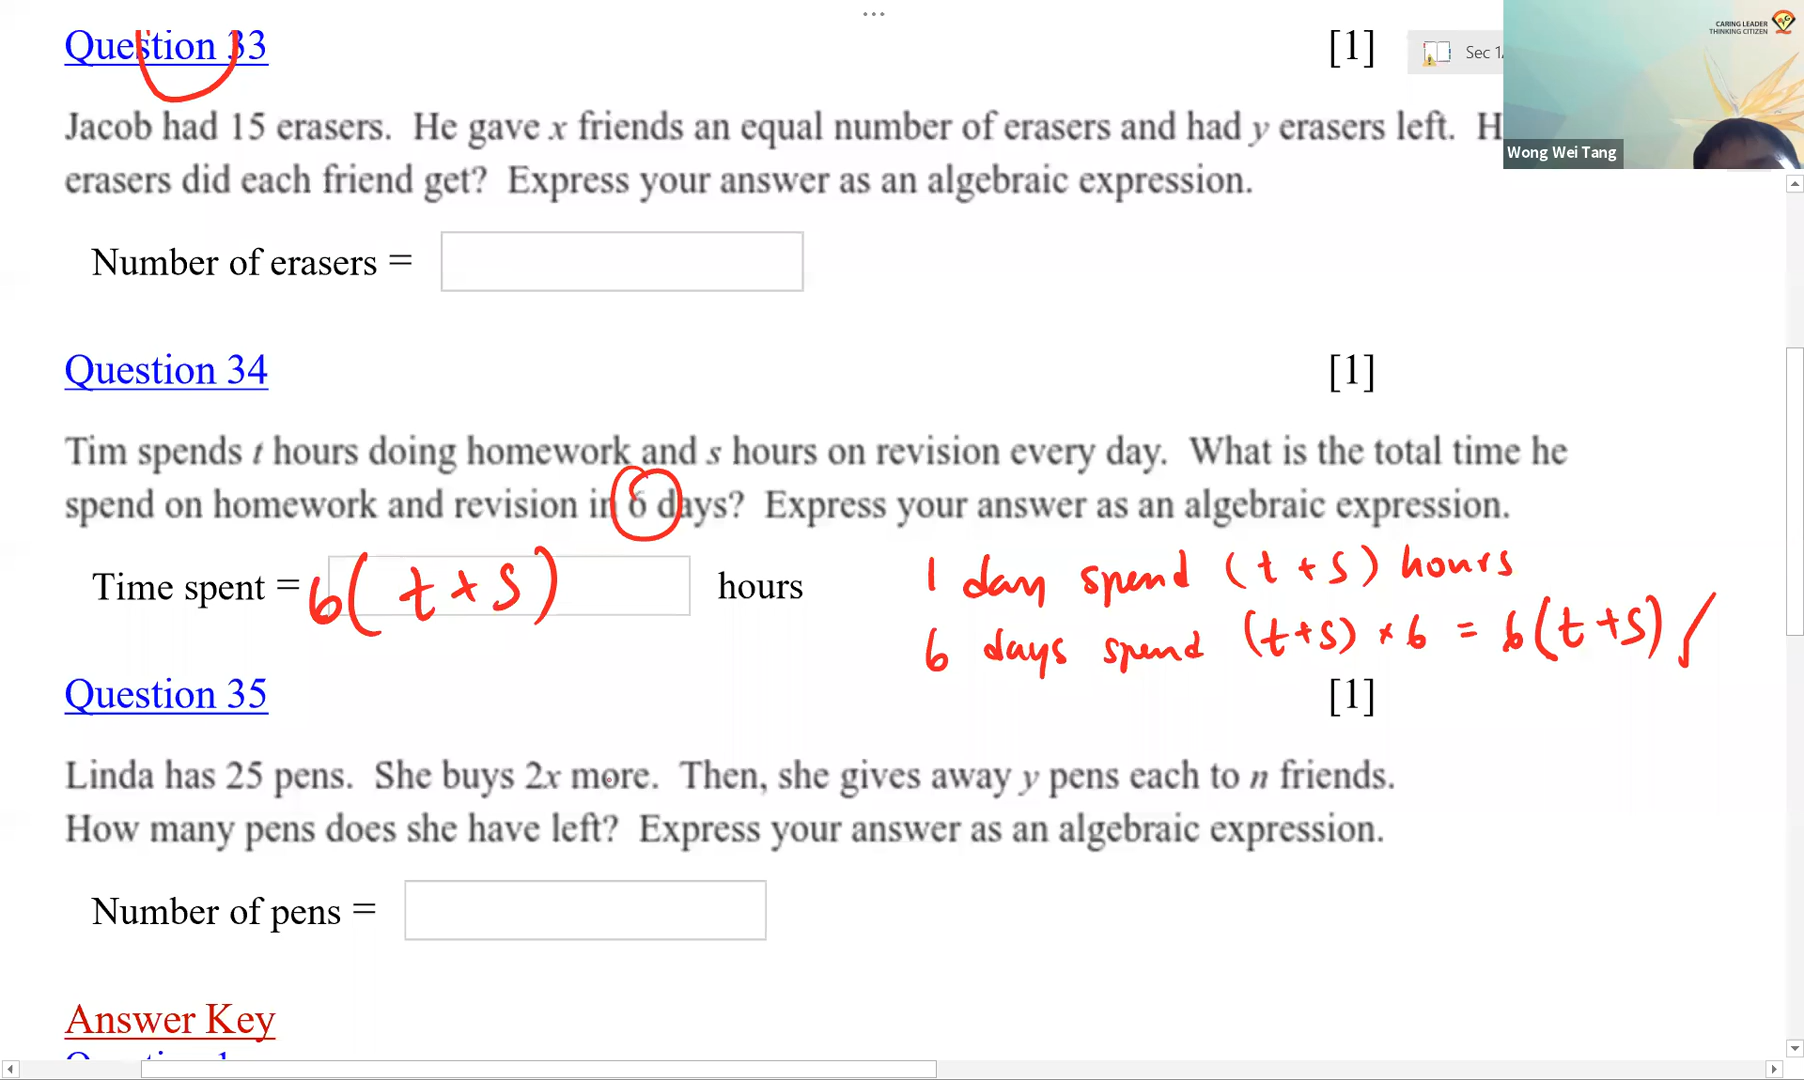 Question 33 [1]
Sec 1
CARING LEADER
THINKING CITIZEN
Wong Wei Tang
Jacob had 15 erasers. He gave x friends an equal number of erasers and had y erasers left. H
erasers did each friend get? Express your answer as an algebraic expression.
Number of erasers =
Question 34 [1]
Tim spends t hours doing homework and s hours on revision every day. What is the total time he
spend on homework and revision in 6 days? Express your answer as an algebraic expression.
Time spent = 6(t+s) hours
1 day spend (t+s) hours
6 days spend (t+s) × 6 = 6(t+s)
Question 35 [1]
Linda has 25 pens. She buys 2x more. Then, she gives away y pens each to n friends.
How many pens does she have left? Express your answer as an algebraic expression.
Number of pens =
Answer Key